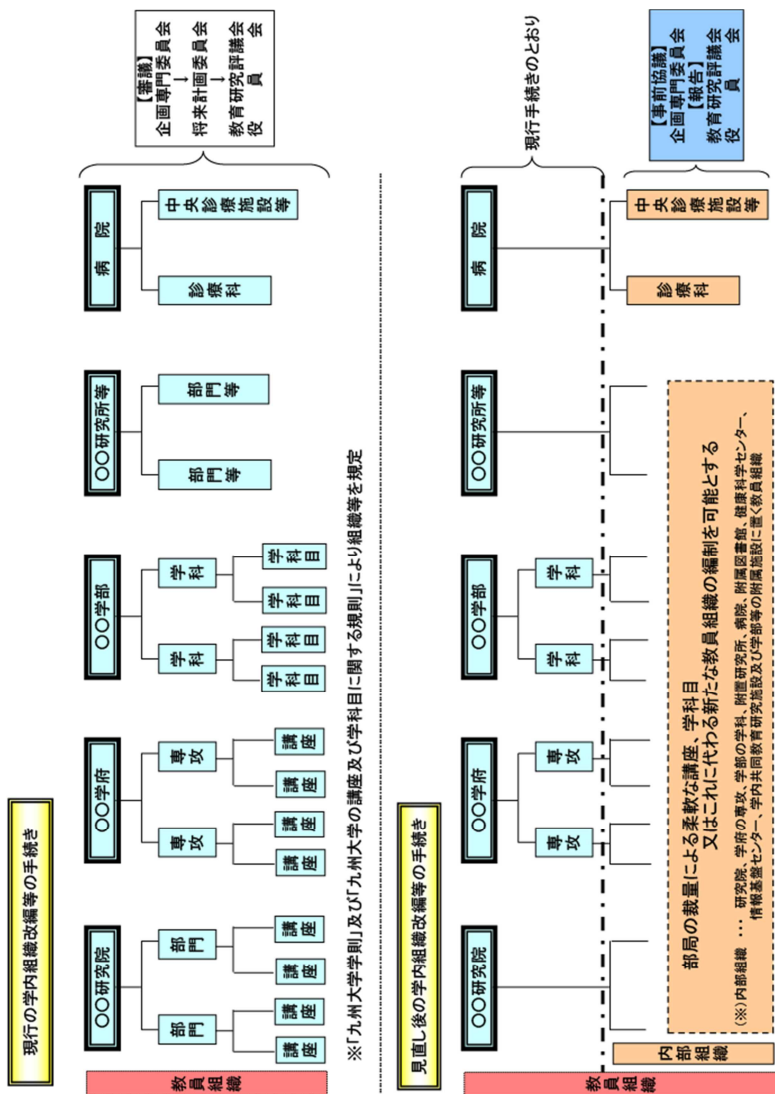 現行の学内組織改編等の手続き
教員組織
〇〇研究院
部門
部門
講座
講座
講座
講座
〇〇学府
専攻
専攻
講座
講座
講座
講座
〇〇学部
学科
学科
学科目
学科目
学科目
学科目
〇〇研究所等
部門等
部門等
病院
診療科
中央診療施設等
【審議】
企画専門委員会
↓
将来計画委員会
↓
教育研究評議会
役員会
※「九州大学学則」及び「九州大学の講座及び学科目に関する規則」により組織等を規定
見直し後の学内組織改編等の手続き
教員組織
〇〇研究院
〇〇学府
専攻
専攻
〇〇学部
学科
学科
〇〇研究所等
病院
現行手続きのとおり
内部組織
部局の裁量による柔軟な講座、学科目
又はこれに代わる新たな教員組織の編制を可能とする
(※)内部組織 ・・・ 研究院、学府の専攻、学部の学科、附置研究所、病院、附属図書館、健康科学センター、
情報基盤センター、学内共同教育研究施設及び学部等の附属施設に置く教員組織
診療科
中央診療施設等
【事前協議】
企画専門委員会
【報告】
教育研究評議会
役員会